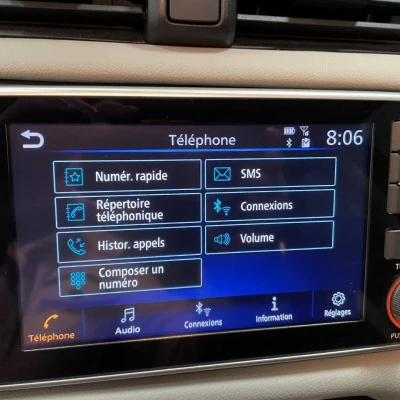 Téléphone
8:06
Numér. rapide
SMS
Répertoire
téléphonique
Connexions
Histor. appels
Volume
Composer un
numéro
Téléphone
Audio
Connexions
Information
Réglages